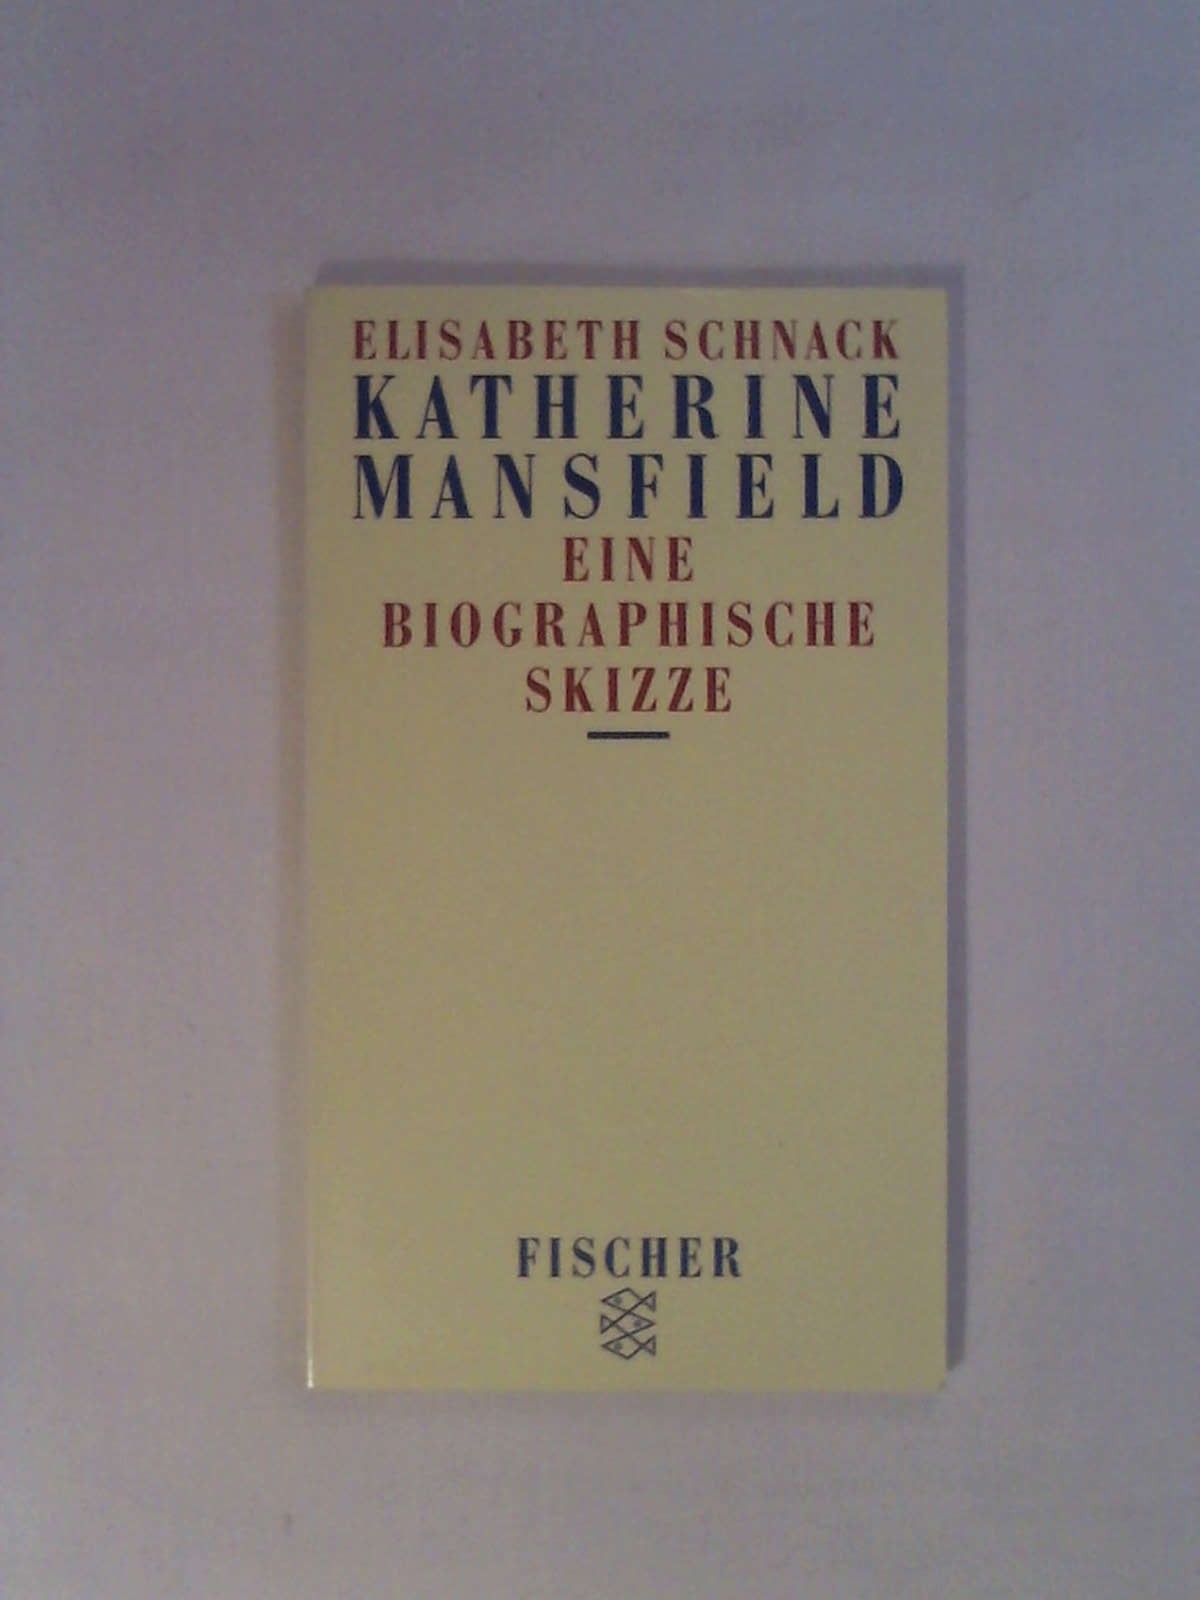 ELISABETH SCHNACK
KATHERINE
MANSFIELD
EINE
BIOGRAPHISCHE
SKIZZE
FISCHER